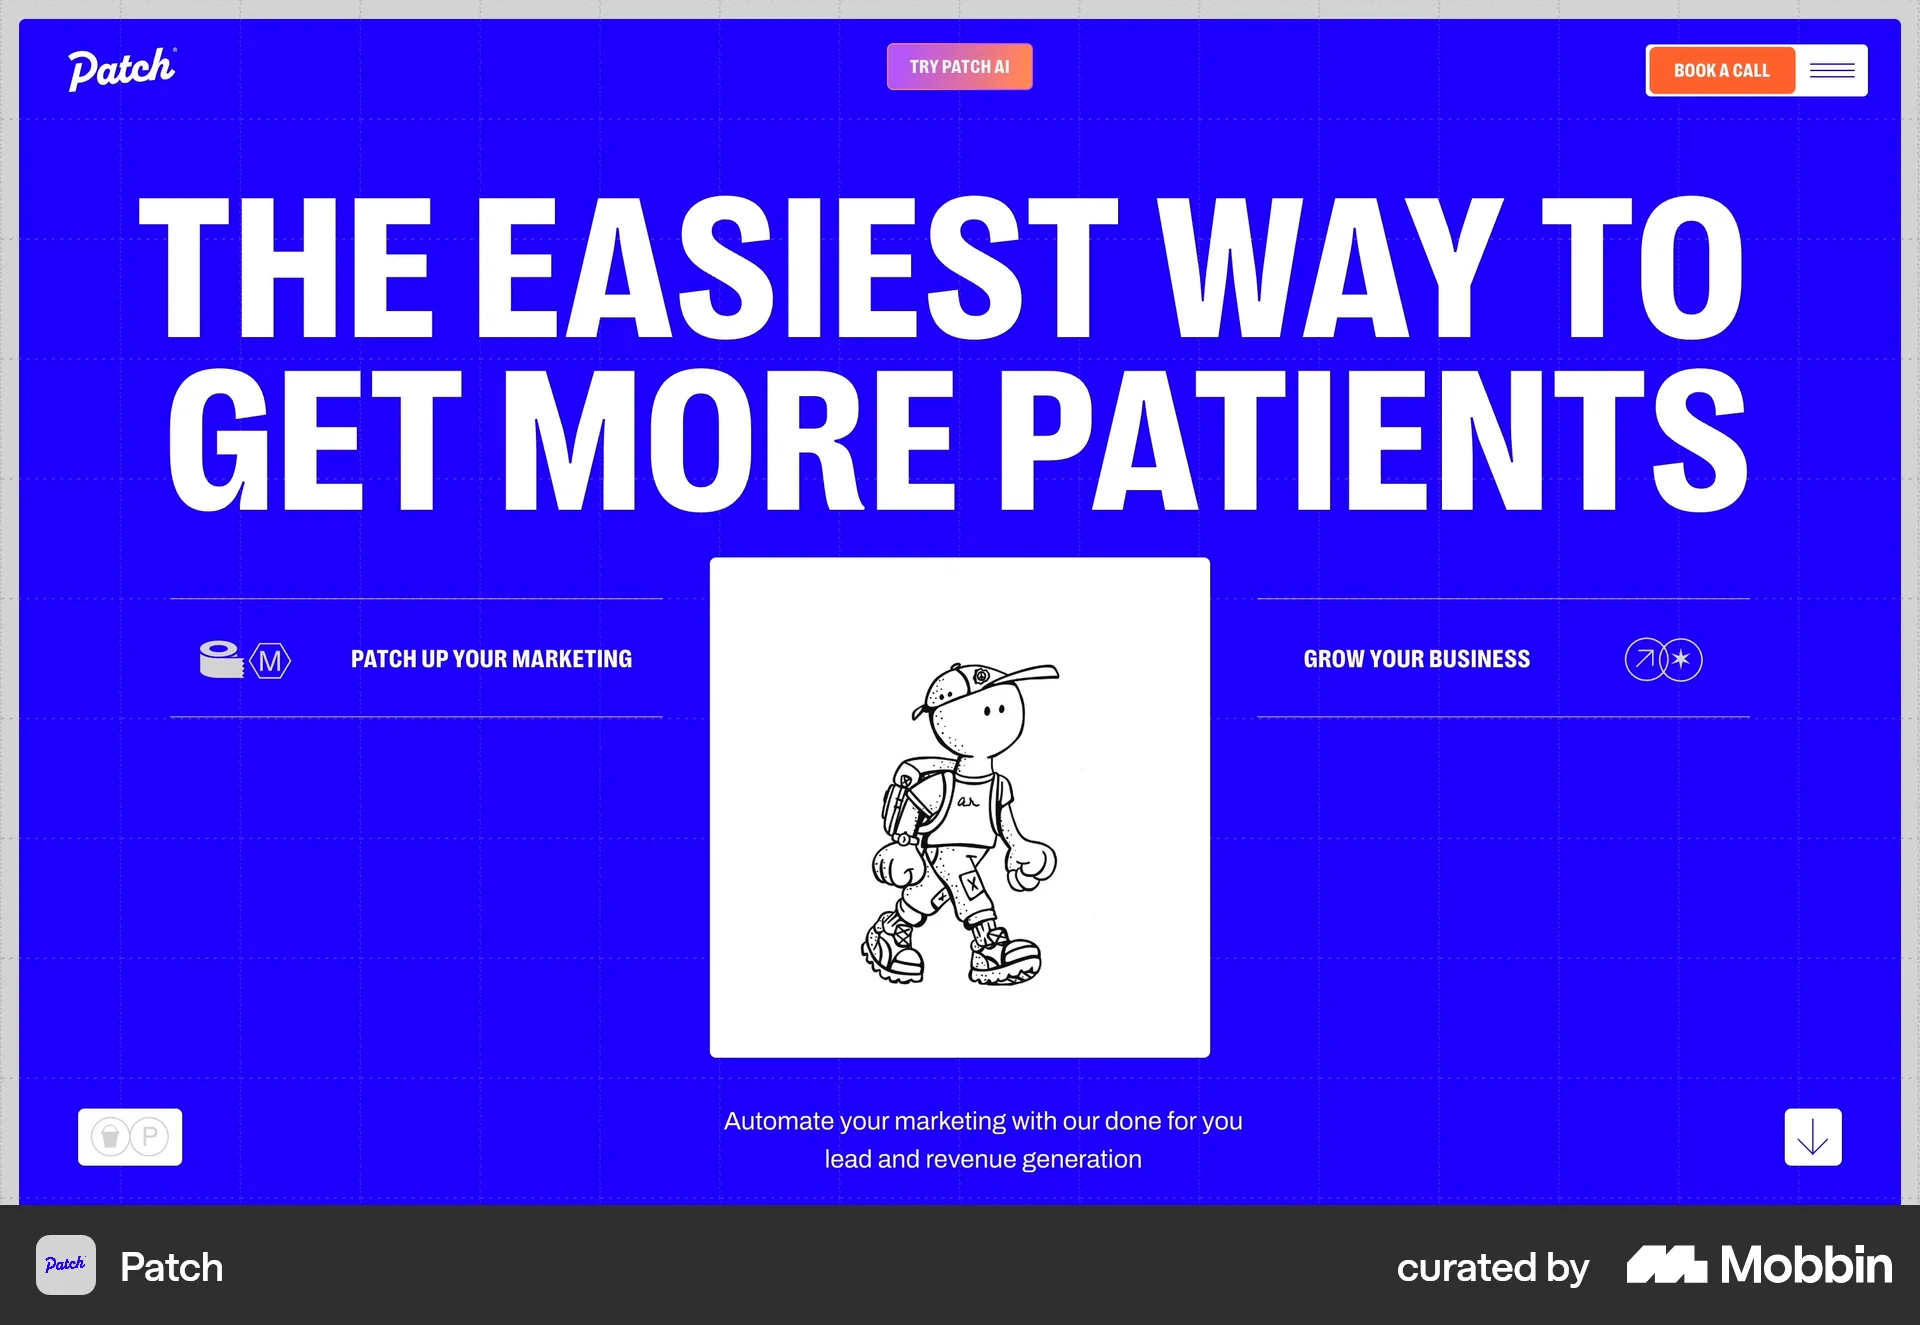 Patch
TRY PATCH AI
BOOK A CALL
THE EASIEST WAY TO
GET MORE PATIENTS
M
PATCH UP YOUR MARKETING
GROW YOUR BUSINESS
ar
X
Automate your marketing with our done for you
lead and revenue generation
P
Patch
Patch
curated by
Mobbin